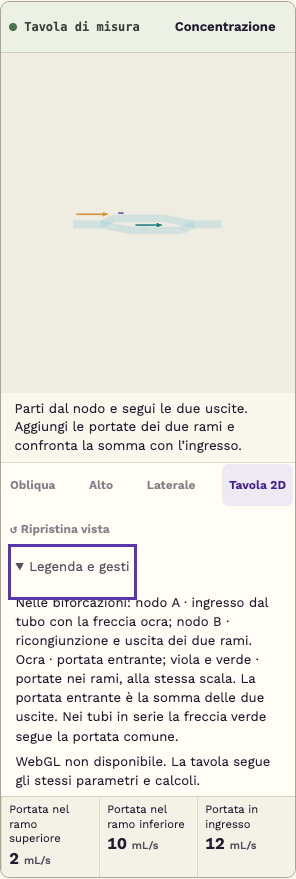 Tavola di misura Concentrazione
Parti dal nodo e segui le due uscite.
Aggiungi le portate dei due rami e
confronta la somma con l'ingresso.
Obliqua Alto Laterale Tavola 2D
↺ Ripristina vista
▼ Legenda e gesti
Nelle biforcazioni: nodo A · ingresso dal
tubo con la freccia ocra; nodo B ·
ricongiunzione e uscita dei due rami.
Ocra · portata entrante; viola e verde ·
portate nei rami, alla stessa scala. La
portata entrante è la somma delle due
uscite. Nei tubi in serie la freccia verde
segue la portata comune.
WebGL non disponibile. La tavola segue
gli stessi parametri e calcoli.
Portata nel
ramo
superiore
2 mL/s
Portata nel
ramo inferiore
10 mL/s
Portata in
ingresso
12 mL/s